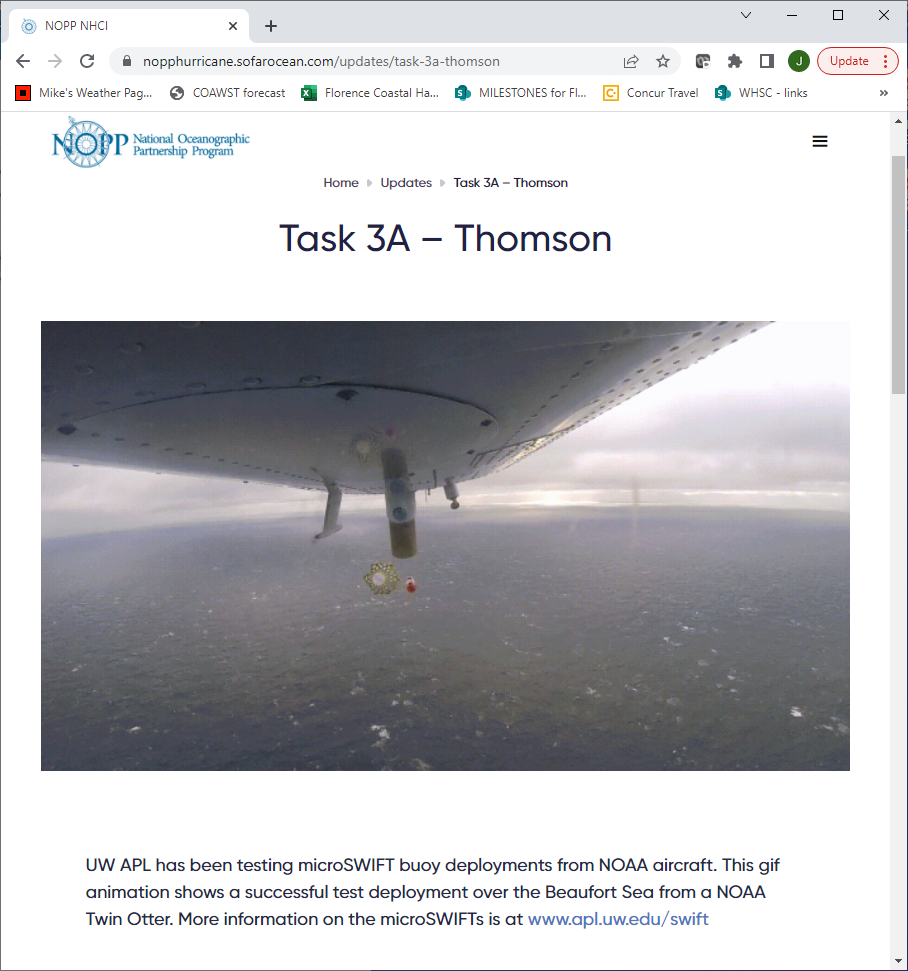 NOPP NHCI
nopphurricane.sofarocean.com/updates/task-3a-thomson
J
Update
Mike's Weather Pag...
COAWST forecast
Florence Coastal Ha...
MILESTONES for Fl...
Concur Travel
WHSC - links
»
NOPP National Oceanographic
Partnership Program
Home Updates Task 3A – Thomson
Task 3A – Thomson
UW APL has been testing microSWIFT buoy deployments from NOAA aircraft. This gif
animation shows a successful test deployment over the Beaufort Sea from a NOAA
Twin Otter. More information on the microSWIFTs is at www.apl.uw.edu/swift